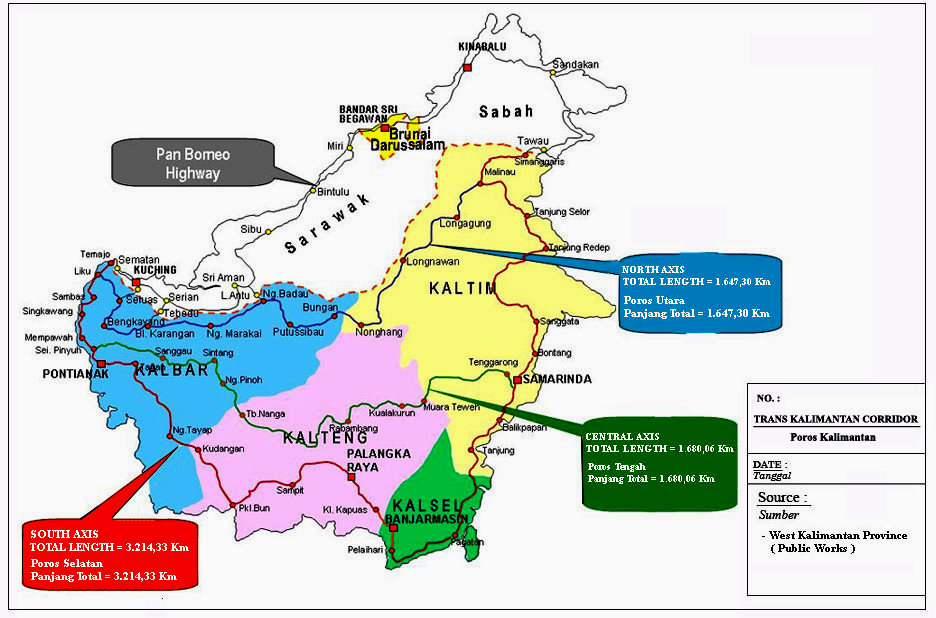 KINABALU
Sandakan
Sabah
BANDAR SRI
BEGAWAN
Brunai
Darussalam
Miri
Tawau
Simanggaris
Pan Borneo
Highway
Malinau
Bintulu
Sarawak
Longagung
Tanjung Selor
Sibu
Tanjung Redep
Temajo
Sematan
Liku
KUCHING
Longnawan
Sri Aman
KALTIM
NORTH AXIS
TOTAL LENGTH = 1.647,30 Km
Poros Utara
Panjang Total = 1.647,30 Km
Sambas
Seluas
Serian
L.Antu
Ng.Badau
Singkawang
Tebedu
Bungan
Bengkayang
Sanggata
Bl. Karangan
Ng. Marakai
Putussibau
Nonghang
Mempawah
Sei. Pinyuh
Sanggau
Sintang
Bontang
Tenggarong
PONTIANAK
Tayan
KALBAR
Ng.Pinoh
SAMARINDA
Muara Teweh
Tb.Nanga
Kualakurun
Rabambang
Balikpapan
Ng.Tayap
KALTENG
Kudangan
PALANGKA
RAYA
Tanjung
CENTRAL AXIS
TOTAL LENGTH = 1.680,06 Km
Poros Tengah
Panjang Total = 1.680,06 Km
Sampit
Pkl.Bun
Kl. Kapuas
KALSEL
BANJARMASIN
Pelaihari
Pagatan
SOUTH AXIS
TOTAL LENGTH = 3.214,33 Km
Poros Selatan
Panjang Total = 3.214,33 Km
NO. :
TRANS KALIMANTAN CORRIDOR
Poros Kalimantan
DATE :
Tanggal
Source :
Sumber
- West Kalimantan Province
( Public Works )